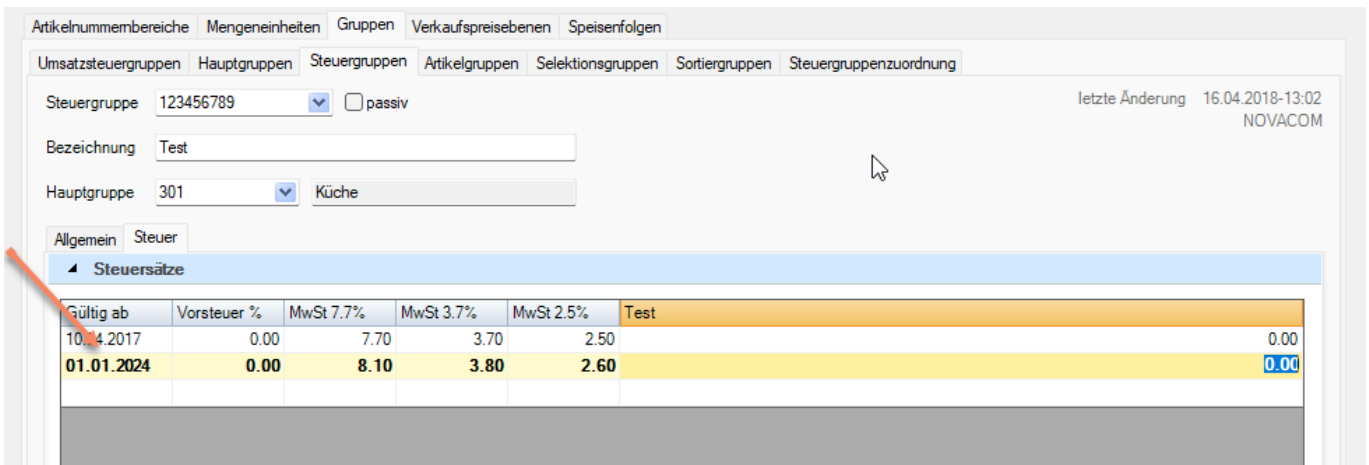 Artikelnummernbereiche Mengeneinheiten Gruppen Verkaufspreisebenen Speisenfolgen
Umsatzsteuergruppen Hauptgruppen Steuergruppen Artikelgruppen Selektionsgruppen Sortiergruppen Steuergruppenzuordnung
Steuergruppe 123456789 passiv letzte Änderung 16.04.2018-13:02
NOVACOM
Bezeichnung Test
Hauptgruppe 301 Küche
Allgemein Steuer
Steuersätze
Gültig ab Vorsteuer % MwSt 7.7% MwSt 3.7% MwSt 2.5% Test
0.00 7.70 3.70 2.50 0.00
01.01.2024 0.00 8.10 3.80 2.60 0.00